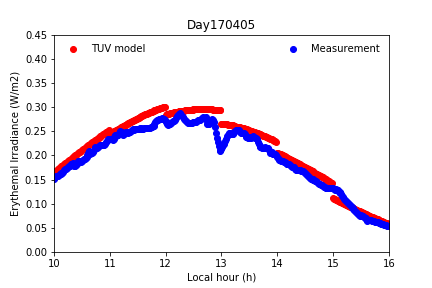 Day170405
0.45
TUV model Measurement
0.40
0.35
0.30
0.25
0.20
0.15
0.10
0.05
0.00
Erythemal Irradiance (W/m2)
10 11 12 13 14 15 16
Local hour (h)